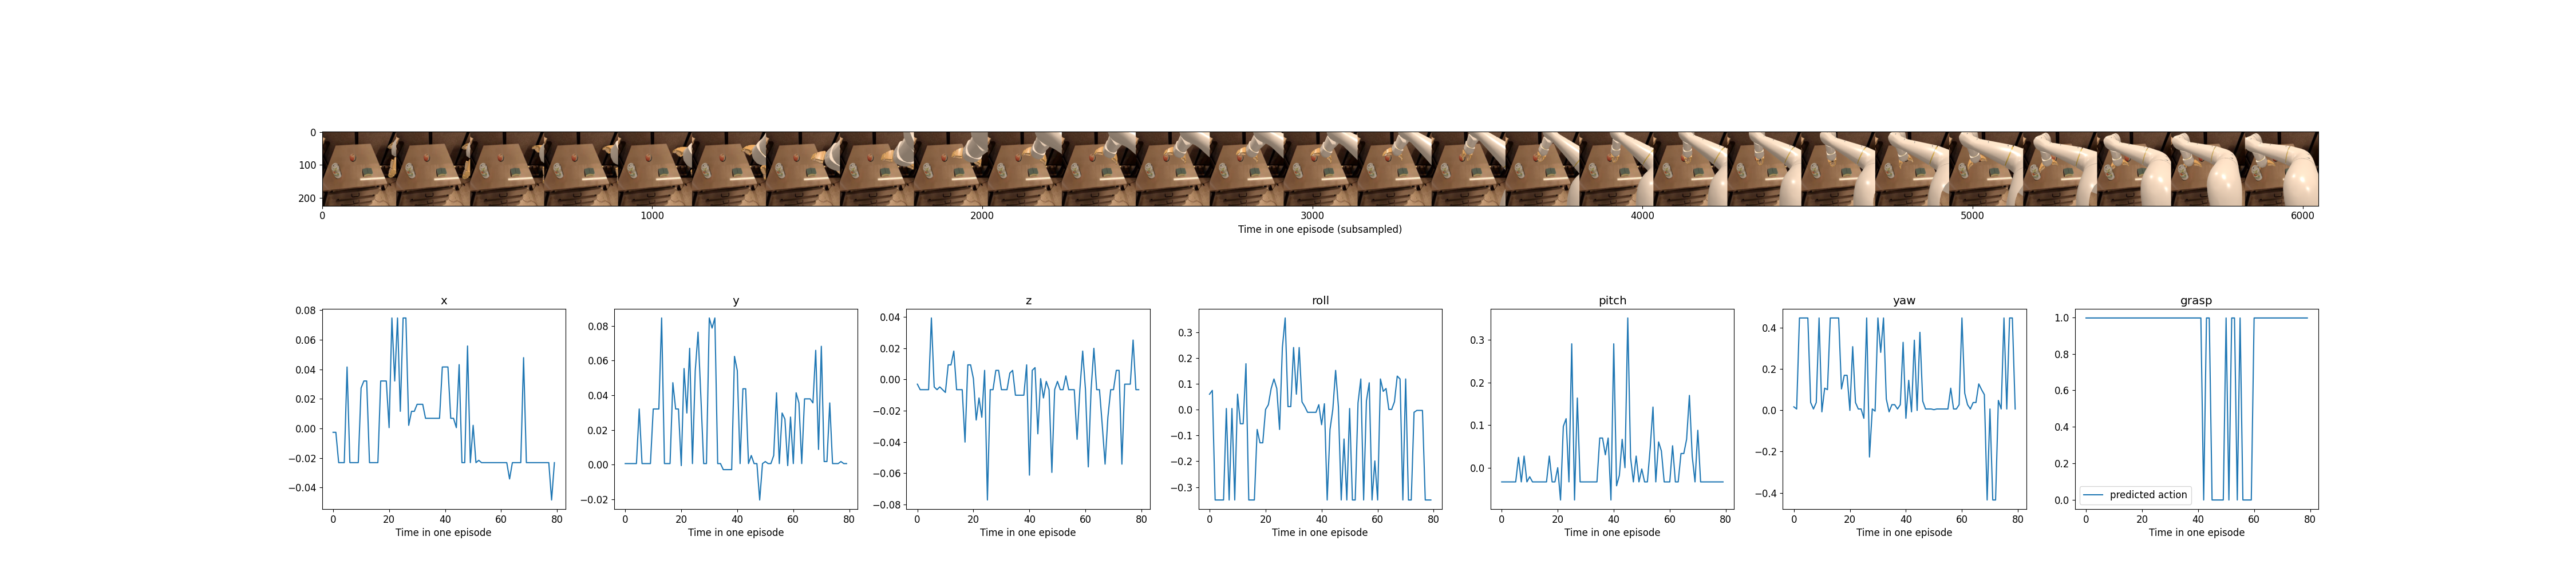 0
100
200
0 1000 2000 3000 4000 5000 6000
Time in one episode (subsampled)
x
0.08
0.06
0.04
0.02
0.00
−0.02
−0.04
0 20 40 60 80
Time in one episode
y
0.08
0.06
0.04
0.02
0.00
−0.02
0 20 40 60 80
Time in one episode
z
0.04
0.02
0.00
−0.02
−0.04
−0.06
−0.08
0 20 40 60 80
Time in one episode
roll
0.3
0.2
0.1
0.0
−0.1
−0.2
−0.3
0 20 40 60 80
Time in one episode
pitch
0.3
0.2
0.1
0.0
0 20 40 60 80
Time in one episode
yaw
0.4
0.2
0.0
−0.2
−0.4
0 20 40 60 80
Time in one episode
grasp
1.0
0.8
0.6
0.4
0.2
0.0
predicted action
0 20 40 60 80
Time in one episode